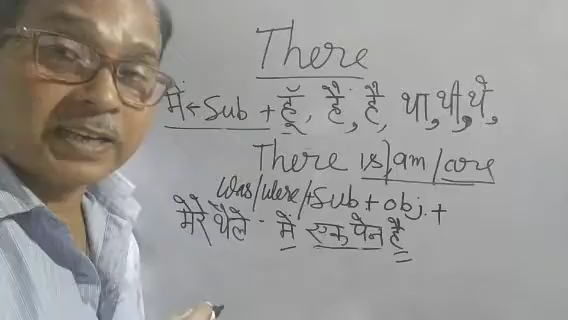 There
में ← Sub + हूँ, हैं, है, था, थी, थे,
There is/am/are
was/were/+Sub + obj. +
मेरे थैले में एक पेन है